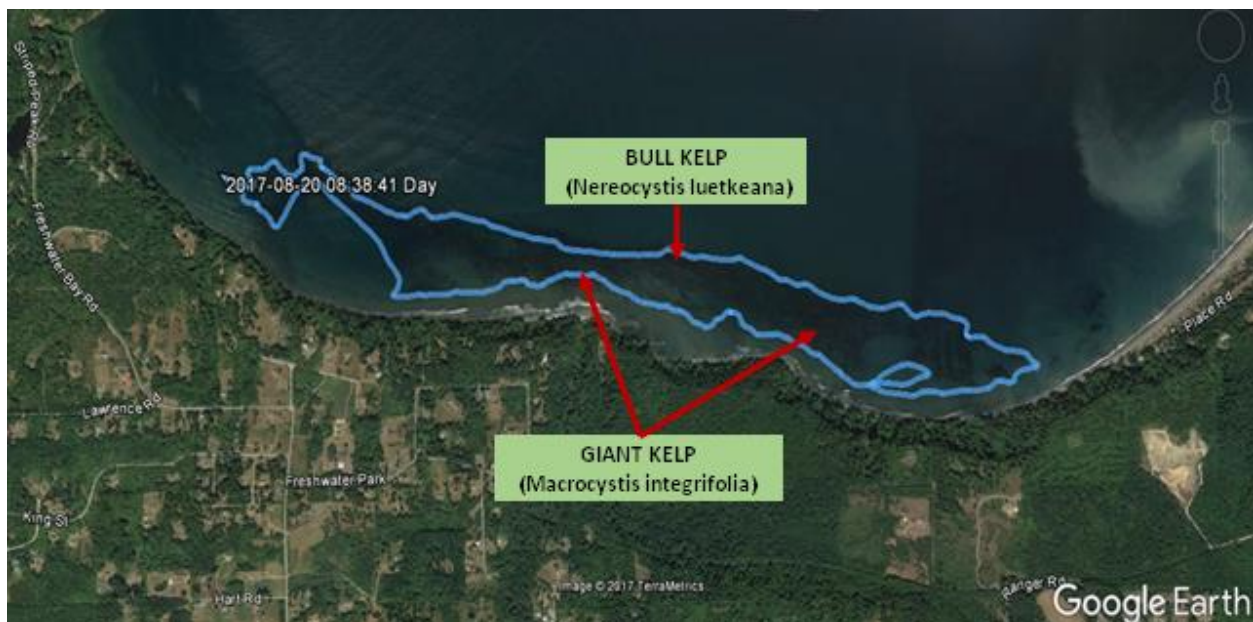 Striped Peak Rd
BULL KELP
(Nereocystis luetkeana)
2017-08-20 08:38:41 Day
Freshwater Bay Rd
Place Rd
Lawrence Rd
GIANT KELP
(Macrocystis integrifolia)
Freshwater Park
King St
Image © 2017 TerraMetrics
Hart Rd
Ranger Rd
Google Earth